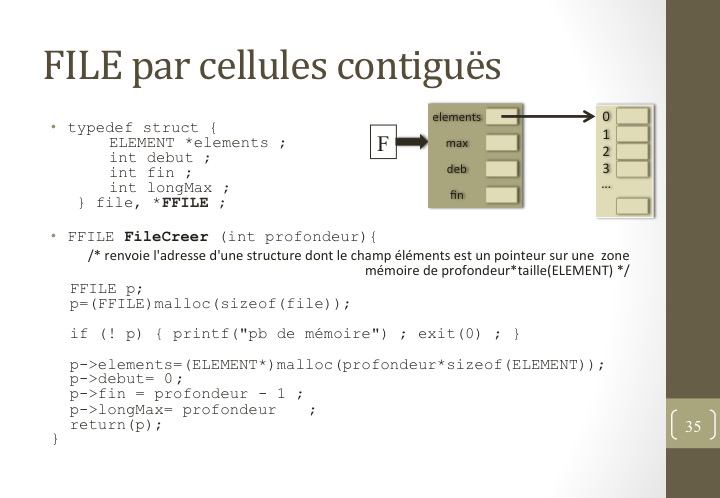 FILE par cellules contiguës
• typedef struct {
ELEMENT *elements ;
int debut ;
int fin ;
int longMax ;
} file, *FFILE ;
F
elements
max
deb
fin
0
1
2
3
...
• FFILE FileCreer (int profondeur){
/* renvoie l'adresse d'une structure dont le champ éléments est un pointeur sur une zone
mémoire de profondeur*taille(ELEMENT) */
FFILE p;
p=(FFILE)malloc(sizeof(file));
if (! p) { printf("pb de mémoire") ; exit(0) ; }
p->elements=(ELEMENT*)malloc(profondeur*sizeof(ELEMENT));
p->debut= 0;
p->fin = profondeur - 1 ;
p->longMax= profondeur ;
return(p);
}
35